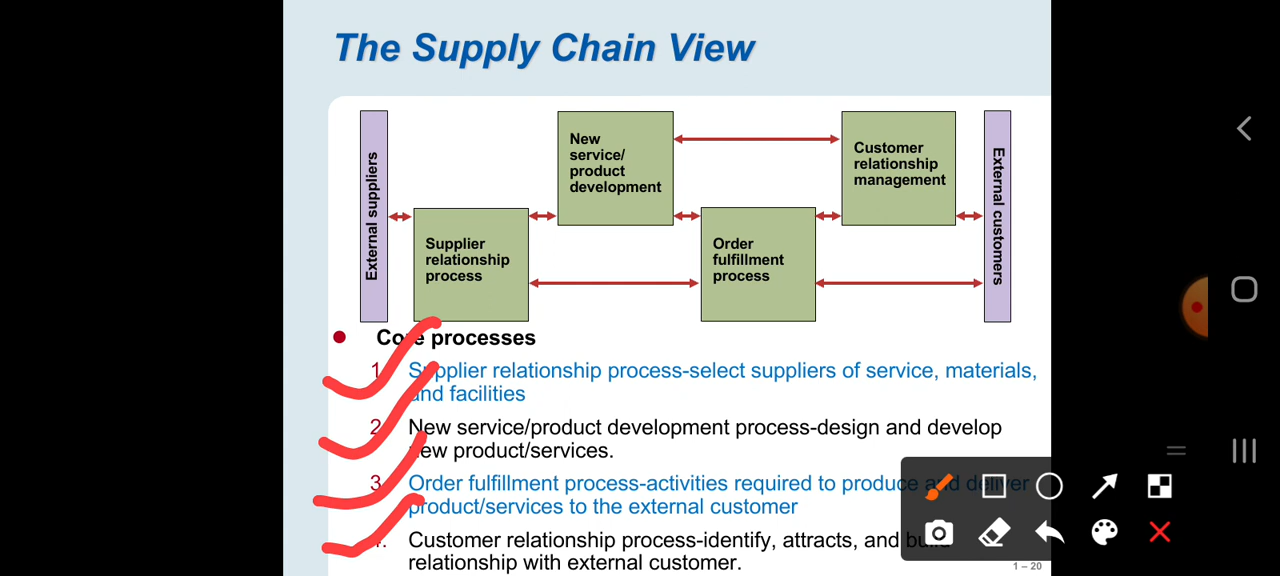 The Supply Chain View
External suppliers
Supplier
relationship
process
New
service/
product
development
Order
fulfillment
process
Customer
relationship
management
External customers
Core processes
1. Supplier relationship process-select suppliers of service, materials,
and facilities
2. New service/product development process-design and develop
new product/services.
3. Order fulfillment process-activities required to produce and deliver
product/services to the external customer
4. Customer relationship process-identify, attracts, and build
relationship with external customer.
1 – 20